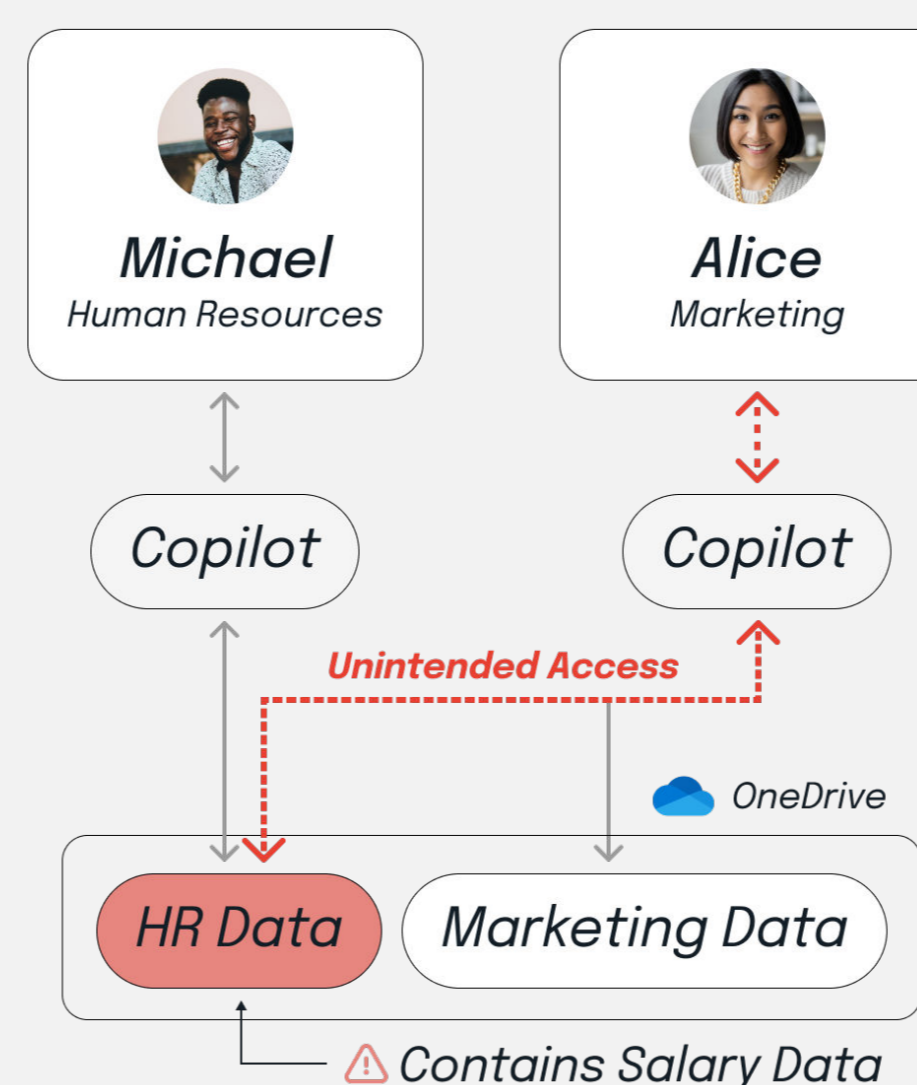 Michael
Human Resources
Alice
Marketing
Copilot
Copilot
Unintended Access
OneDrive
HR Data
Marketing Data
Contains Salary Data